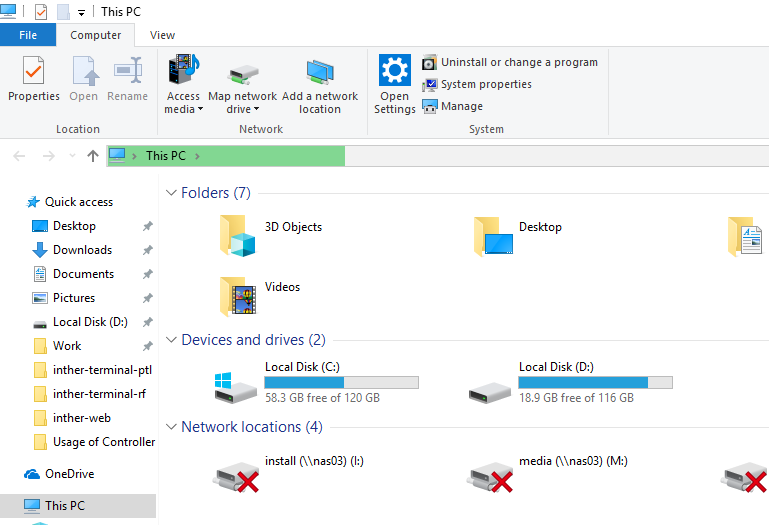 This PC
File Computer View
Properties Open Rename Access media Map network drive Add a network location Open Settings Uninstall or change a program
System properties
Manage
Location Network System
This PC
Quick access
Desktop
Downloads
Documents
Pictures
Local Disk (D:)
Work
inther-terminal-ptl
inther-terminal-rf
inther-web
Usage of Controller
OneDrive
This PC
Folders (7)
3D Objects Desktop
Videos
Devices and drives (2)
Local Disk (C:) Local Disk (D:)
58.3 GB free of 120 GB 18.9 GB free of 116 GB
Network locations (4)
install (\\nas03) (I:) media (\\nas03) (M:)